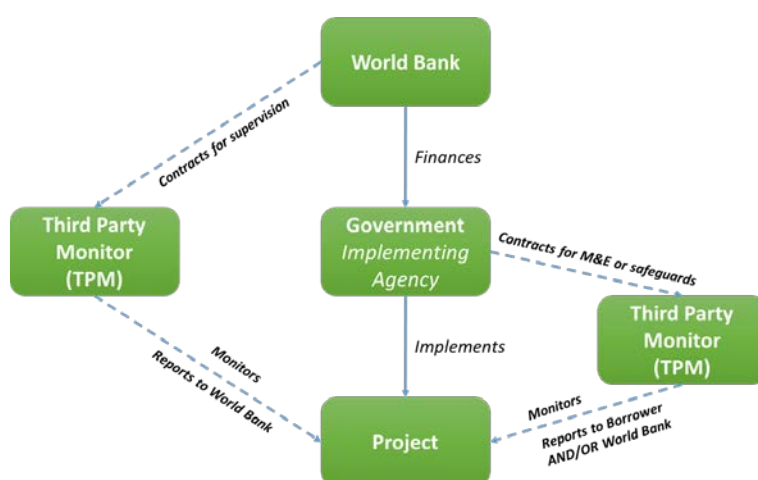 World Bank
Contracts for supervision
Finances
Third Party
Monitor
(TPM)
Government
Implementing
Agency
Contracts for M&E or safeguards
Third Party
Monitor
(TPM)
Monitors
Reports to World Bank
Implements
Monitors
Reports to Borrower
AND/OR World Bank
Project